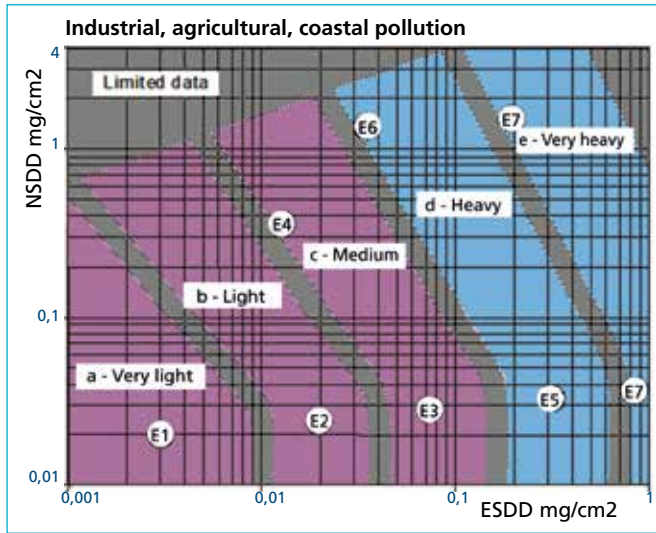 Industrial, agricultural, coastal pollution
4
Limited data
E6
E7
1
e - Very heavy
NSDD mg/cm2
d - Heavy
E4
c - Medium
b - Light
0,1
a - Very light
E7
E5
E3
E2
E1
0,01
0,001
0,01
0,1
1
ESDD mg/cm2